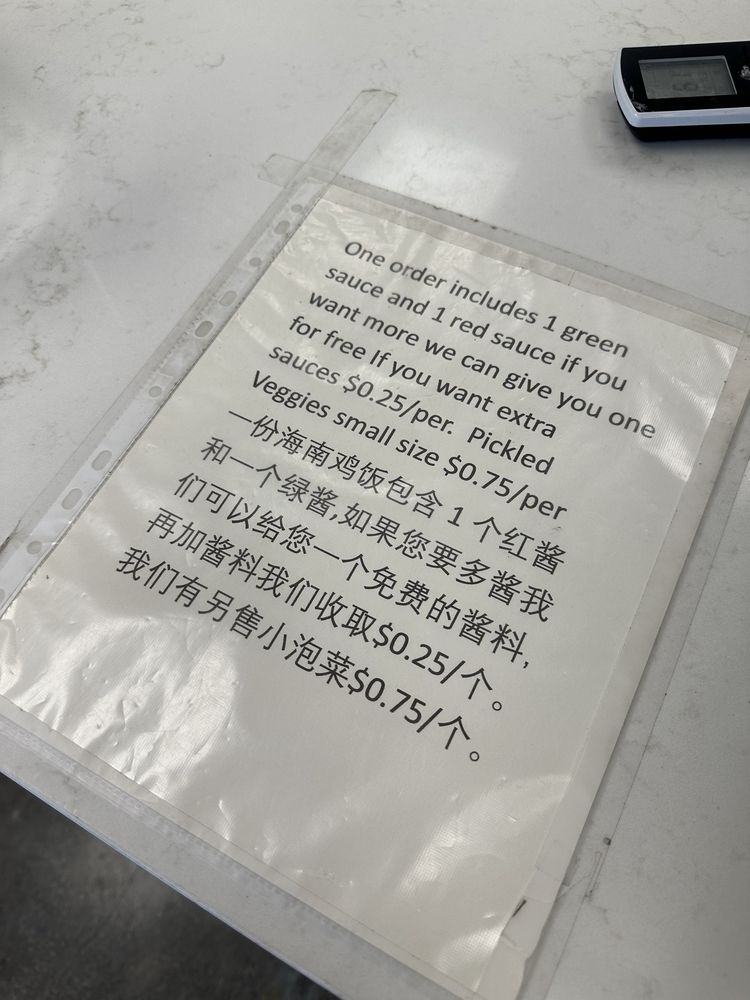 One order includes 1 green
sauce and 1 red sauce if you
want more we can give you one
for free If you want extra
sauces $0.25/per. Pickled
Veggies small size $0.75/per
一份海南鸡饭包含 1 个红酱
和一个绿酱,如果您要多酱我
们可以给您一个免费的酱料,
再加酱料我们收取$0.25/个。
我们有另售小泡菜$0.75/个。